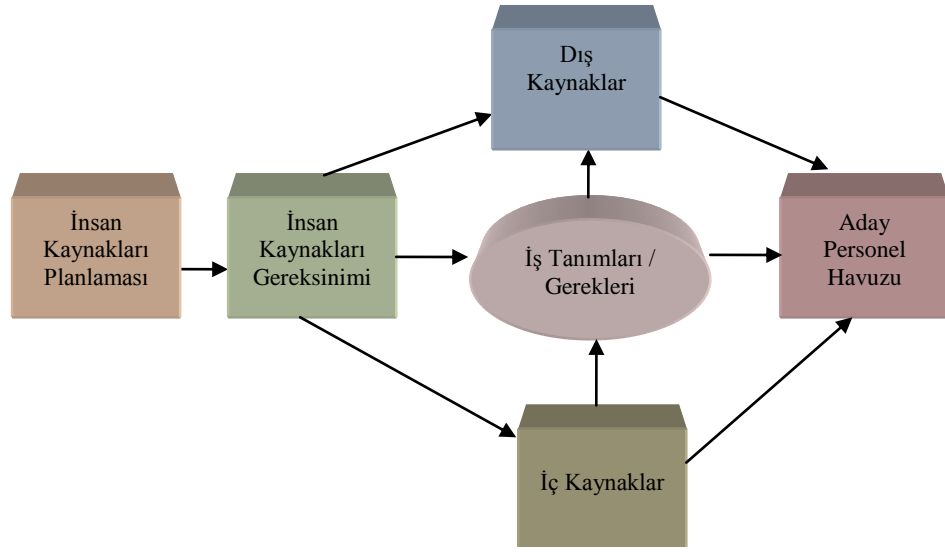 Dış
Kaynaklar
İnsan
Kaynakları
Planlaması
İnsan
Kaynakları
Gereksinimi
İş Tanımları /
Gerekleri
Aday
Personel
Havuzu
İç Kaynaklar